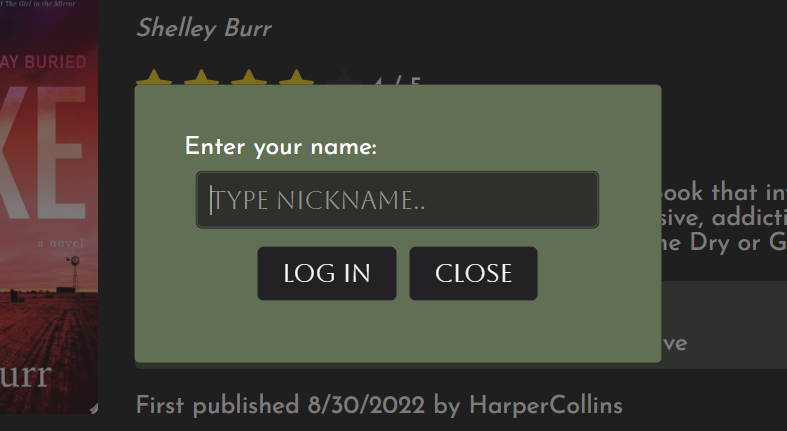 d The Girl in the Mirror
Shelley Burr
AY BURIED
4 / 5
KE
Enter your name:
TYPE NICKNAME..
ook that in
sive, addicti
he Dry or G
a novel
LOG IN
CLOSE
ve
urr
First published 8/30/2022 by HarperCollins